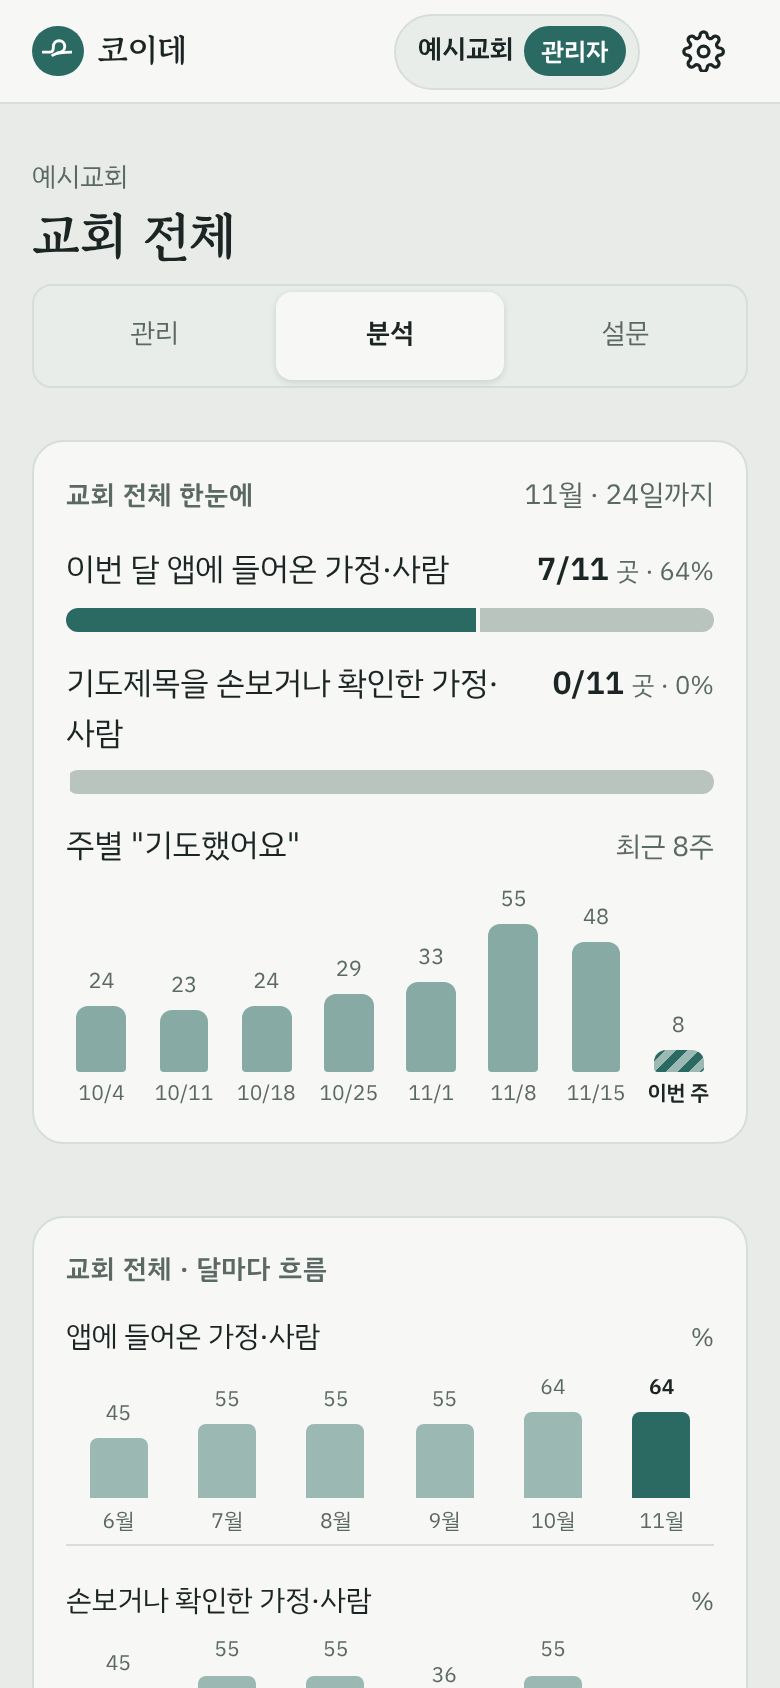 코이데
예시교회 관리자
예시교회
교회 전체
관리 분석 설문
교회 전체 한눈에 11월 · 24일까지
이번 달 앱에 들어온 가정·사람 7/11 곳 · 64%
기도제목을 손보거나 확인한 가정· 0/11 곳 · 0%
사람
주별 "기도했어요" 최근 8주
24 23 24 29 33 55 48 8
10/4 10/11 10/18 10/25 11/1 11/8 11/15 이번 주
교회 전체 · 달마다 흐름
앱에 들어온 가정·사람 %
45 55 55 55 64 64
6월 7월 8월 9월 10월 11월
손보거나 확인한 가정·사람 %
45 55 55 36 55